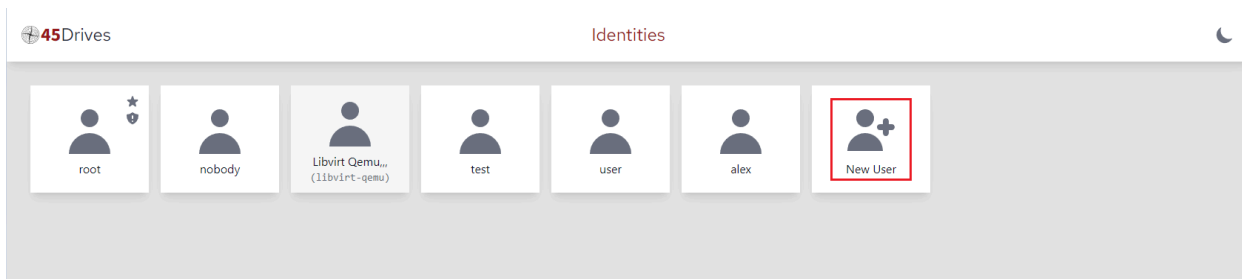 45Drives
Identities
root
nobody
Libvirt Qemu,,,
(libvirt-qemu)
test
user
alex
New User